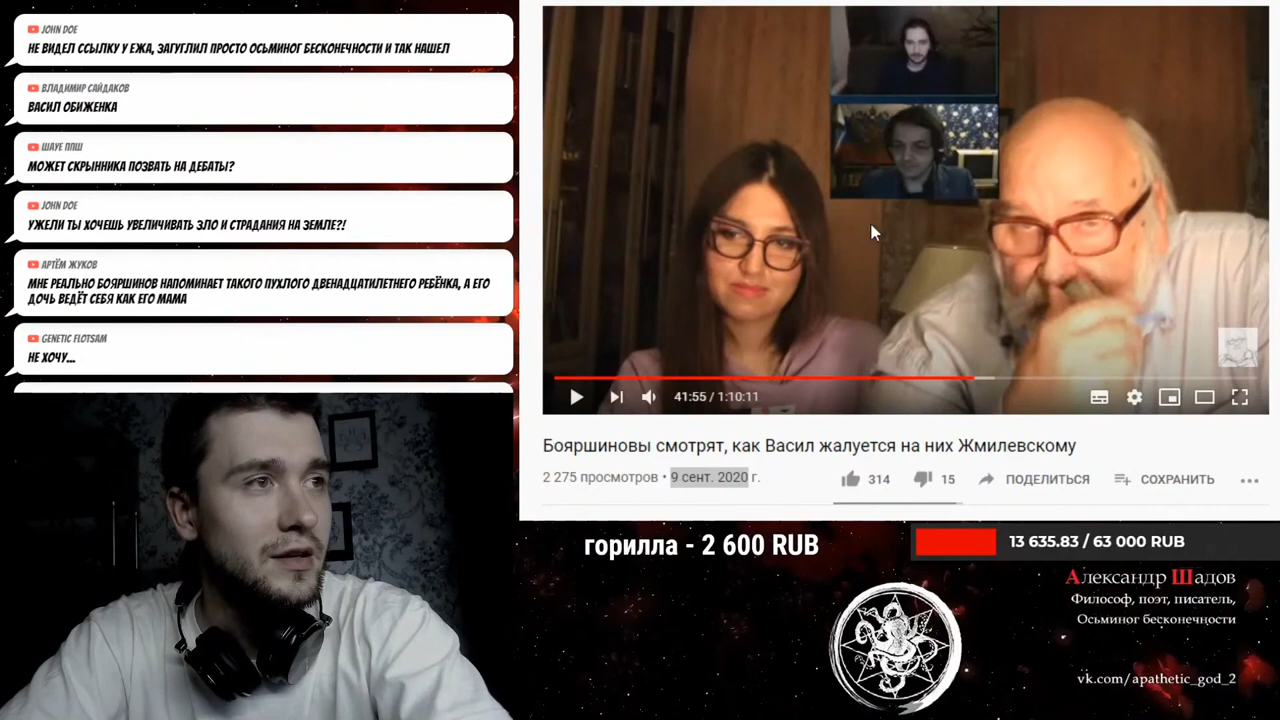 JOHN DOE
НЕ ВИДЕЛ ССЫЛКУ У ЕЖА, ЗАГУГЛИЛ ПРОСТО ОСЬМИНОГ БЕСКОНЕЧНОСТИ И ТАК НАШЕЛ
ВЛАДИМИР САЙДАКОВ
ВАСИЛ ОБИЖЕНКА
ШАУЕ ППШ
МОЖЕТ СКРЫННИКА ПОЗВАТЬ НА ДЕБАТЫ?
JOHN DOE
УЖЕЛИ ТЫ ХОЧЕШЬ УВЕЛИЧИВАТЬ ЗЛО И СТРАДАНИЯ НА ЗЕМЛЕ?!
АРТЁМ ЖУКОВ
МНЕ РЕАЛЬНО БОЯРШИНОВ НАПОМИНАЕТ ТАКОГО ПУХЛОГО ДВЕНАДЦАТИЛЕТНЕГО РЕБЁНКА, А ЕГО
ДОЧЬ ВЕДЁТ СЕБЯ КАК ЕГО МАМА
GENETIC FLOTSAM
НЕ ХОЧУ...
41:55 / 1:10:11
Бояршиновы смотрят, как Васил жалуется на них Жмилевскому
2 275 просмотров • 9 сент. 2020 г.
314
15
ПОДЕЛИТЬСЯ
СОХРАНИТЬ
горилла - 2 600 RUB
13 635.83 / 63 000 RUB
Александр Шадов
Философ, поэт, писатель,
Осьминог бесконечности
vk.com/apathetic_god_2